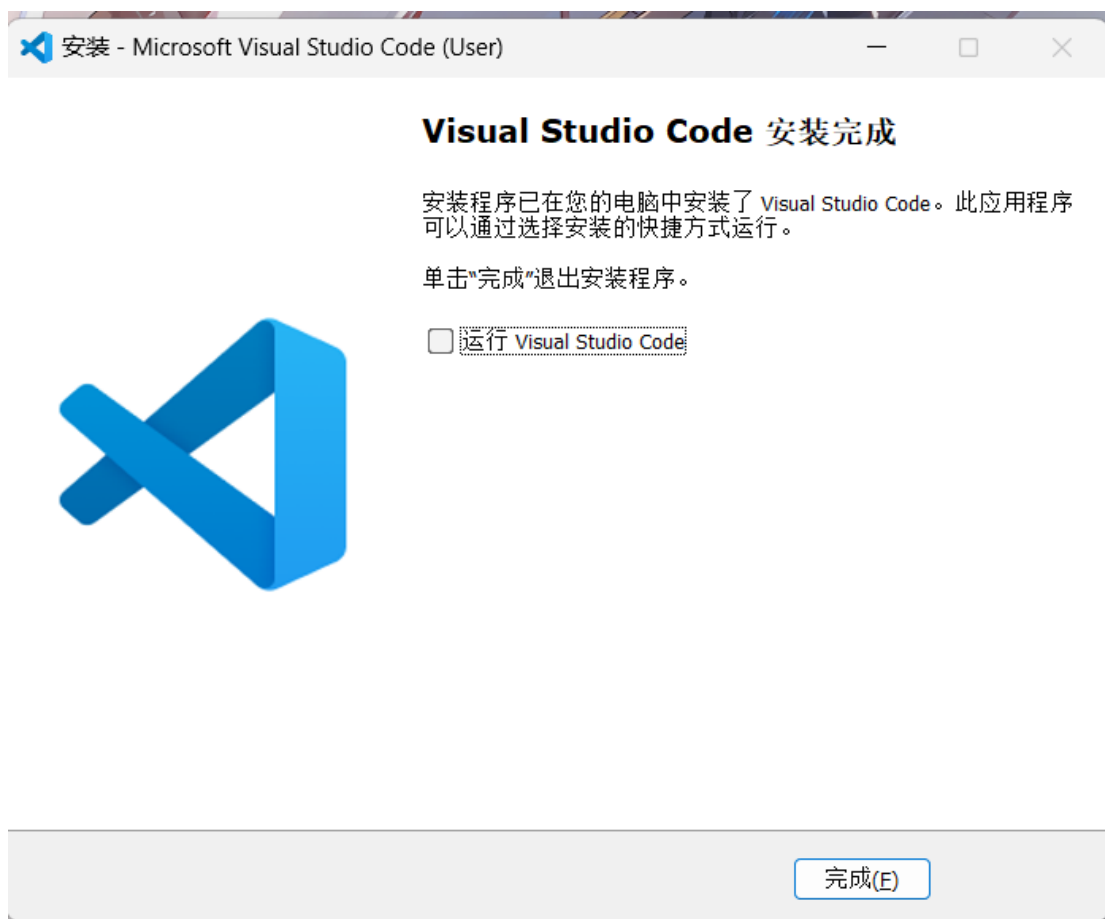 安装 - Microsoft Visual Studio Code (User)
Visual Studio Code 安装完成
安装程序已在您的电脑中安装了 Visual Studio Code。此应用程序
可以通过选择安装的快捷方式运行。
单击“完成”退出安装程序。
运行 Visual Studio Code
完成(F)